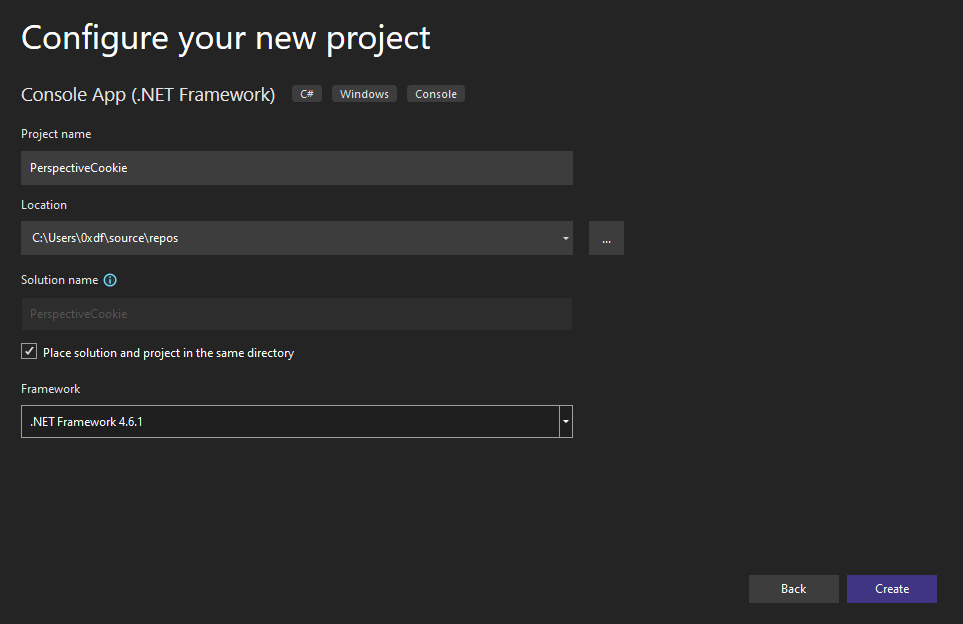 Configure your new project
Console App (.NET Framework) C# Windows Console
Project name
PerspectiveCookie
Location
C:\Users\0xdf\source\repos
...
Solution name
PerspectiveCookie
Place solution and project in the same directory
Framework
.NET Framework 4.6.1
Back Create